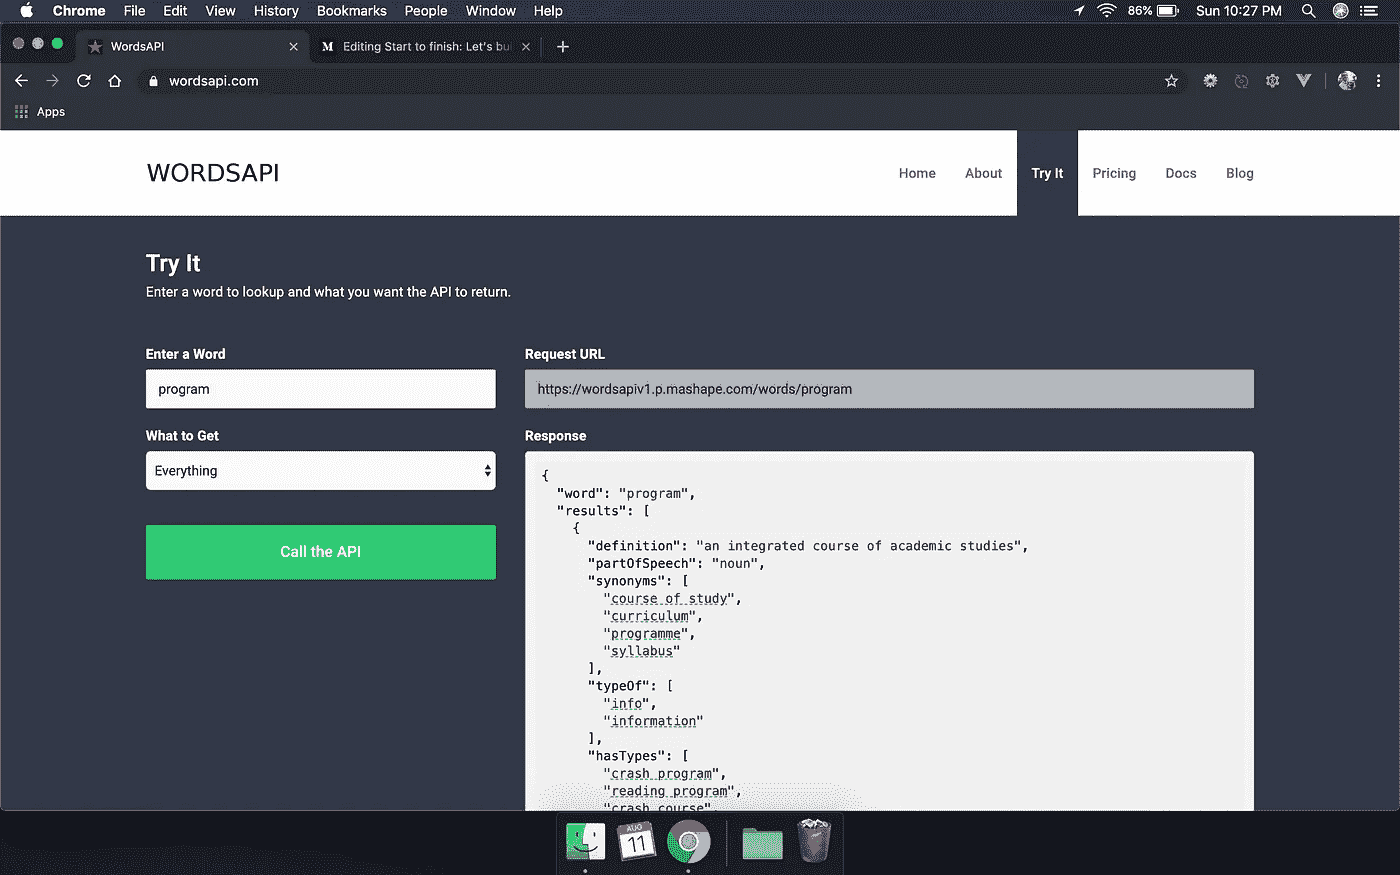 Chrome File Edit View History Bookmarks People Window Help 86% Sun 10:27 PM
WordsAPI M Editing Start to finish: Let's bui
wordsapi.com
Apps
WORDSAPI Home About Try It Pricing Docs Blog
Try It
Enter a word to lookup and what you want the API to return.
Enter a Word
program
What to Get
Everything
Call the API
Request URL
https://wordsapiv1.p.mashape.com/words/program
Response
{
"word": "program",
"results": [
{
"definition": "an integrated course of academic studies",
"partOfSpeech": "noun",
"synonyms": [
"course of study",
"curriculum",
"programme",
"syllabus"
],
"typeOf": [
"info",
"information"
],
"hasTypes": [
"crash program",
"reading program",
"crash course",
AUG
11